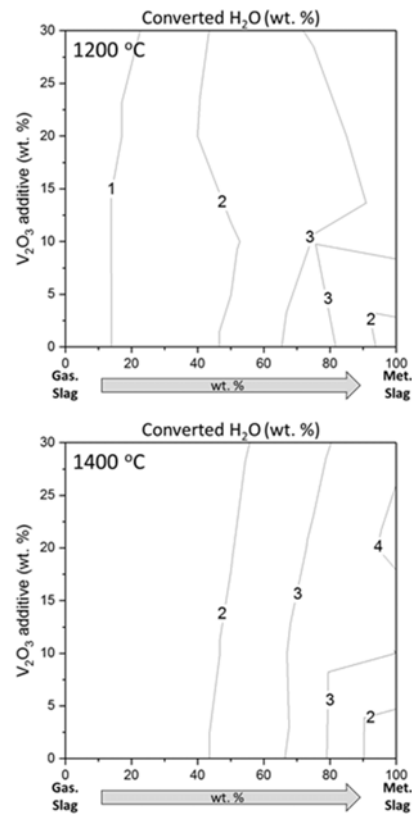 Converted H₂O (wt. %)
1200 °C
30
25
20
15
10
5
0
V₂O₃ additive (wt. %)
1
2
3
3
2
0 20 40 60 80 100
Gas. Slag
wt. %
Met. Slag
Converted H₂O (wt. %)
1400 °C
30
25
20
15
10
5
0
V₂O₃ additive (wt. %)
4
3
2
3
2
0 20 40 60 80 100
Gas. Slag
wt. %
Met. Slag